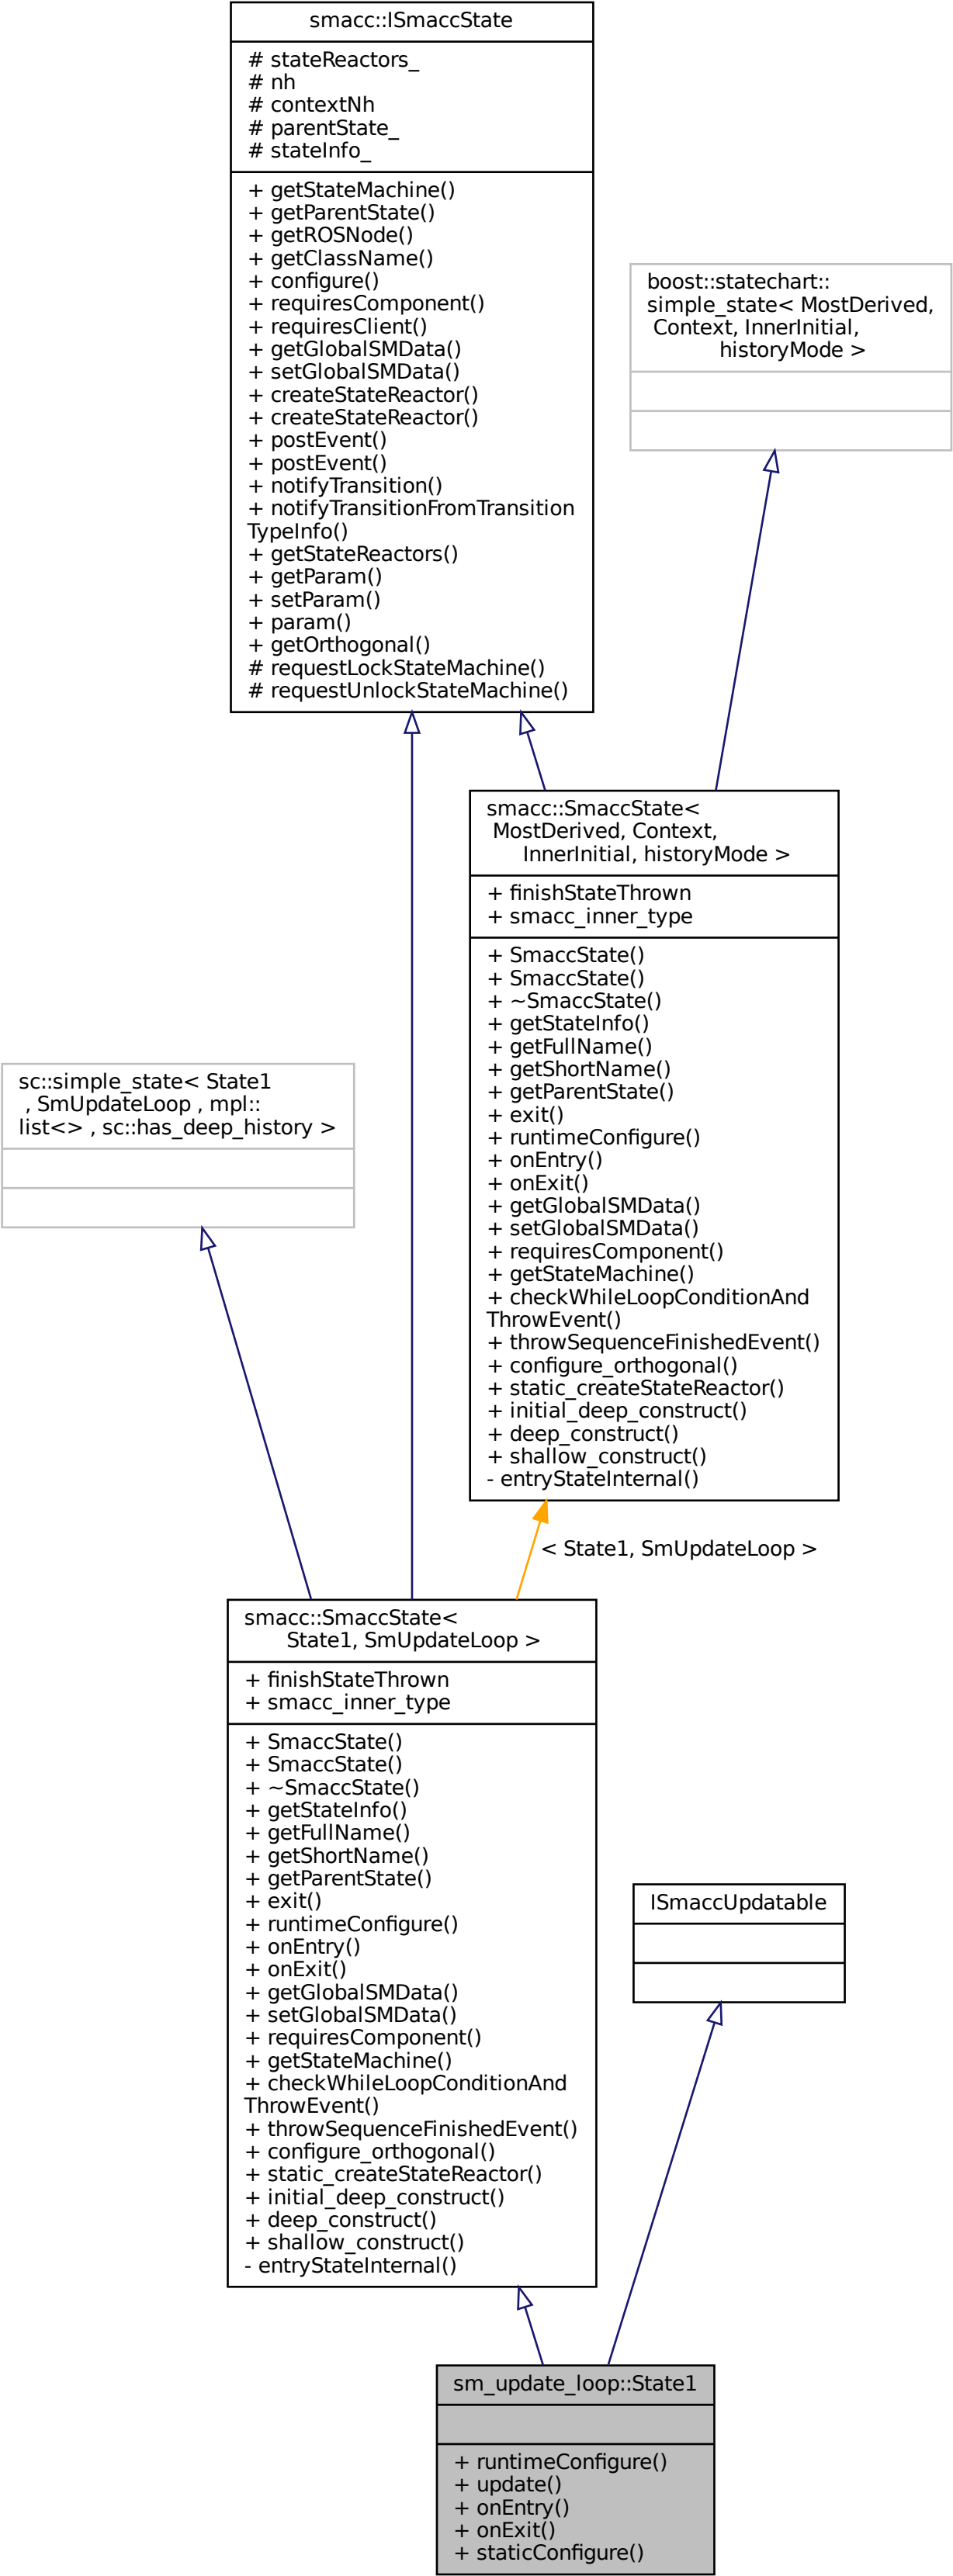 smacc::ISmaccState
# stateReactors_
# nh
# contextNh
# parentState_
# stateInfo_
+ getStateMachine()
+ getParentState()
+ getROSNode()
+ getClassName()
+ configure()
+ requiresComponent()
+ requiresClient()
+ getGlobalSMData()
+ setGlobalSMData()
+ createStateReactor()
+ createStateReactor()
+ postEvent()
+ postEvent()
+ notifyTransition()
+ notifyTransitionFromTransition
TypeInfo()
+ getStateReactors()
+ getParam()
+ setParam()
+ param()
+ getOrthogonal()
# requestLockStateMachine()
# requestUnlockStateMachine()
boost::statechart::
simple_state< MostDerived,
Context, InnerInitial,
historyMode >
smacc::SmaccState<
MostDerived, Context,
InnerInitial, historyMode >
+ finishStateThrown
+ smacc_inner_type
+ SmaccState()
+ SmaccState()
+ ~SmaccState()
+ getStateInfo()
+ getFullName()
+ getShortName()
+ getParentState()
+ exit()
+ runtimeConfigure()
+ onEntry()
+ onExit()
+ getGlobalSMData()
+ setGlobalSMData()
+ requiresComponent()
+ getStateMachine()
+ checkWhileLoopConditionAnd
ThrowEvent()
+ throwSequenceFinishedEvent()
+ configure_orthogonal()
+ static_createStateReactor()
+ initial_deep_construct()
+ deep_construct()
+ shallow_construct()
- entryStateInternal()
sc::simple_state< State1
, SmUpdateLoop , mpl::
list<> , sc::has_deep_history >
< State1, SmUpdateLoop >
smacc::SmaccState<
State1, SmUpdateLoop >
+ finishStateThrown
+ smacc_inner_type
+ SmaccState()
+ SmaccState()
+ ~SmaccState()
+ getStateInfo()
+ getFullName()
+ getShortName()
+ getParentState()
+ exit()
+ runtimeConfigure()
+ onEntry()
+ onExit()
+ getGlobalSMData()
+ setGlobalSMData()
+ requiresComponent()
+ getStateMachine()
+ checkWhileLoopConditionAnd
ThrowEvent()
+ throwSequenceFinishedEvent()
+ configure_orthogonal()
+ static_createStateReactor()
+ initial_deep_construct()
+ deep_construct()
+ shallow_construct()
- entryStateInternal()
ISmaccUpdatable
sm_update_loop::State1
+ runtimeConfigure()
+ update()
+ onEntry()
+ onExit()
+ staticConfigure()